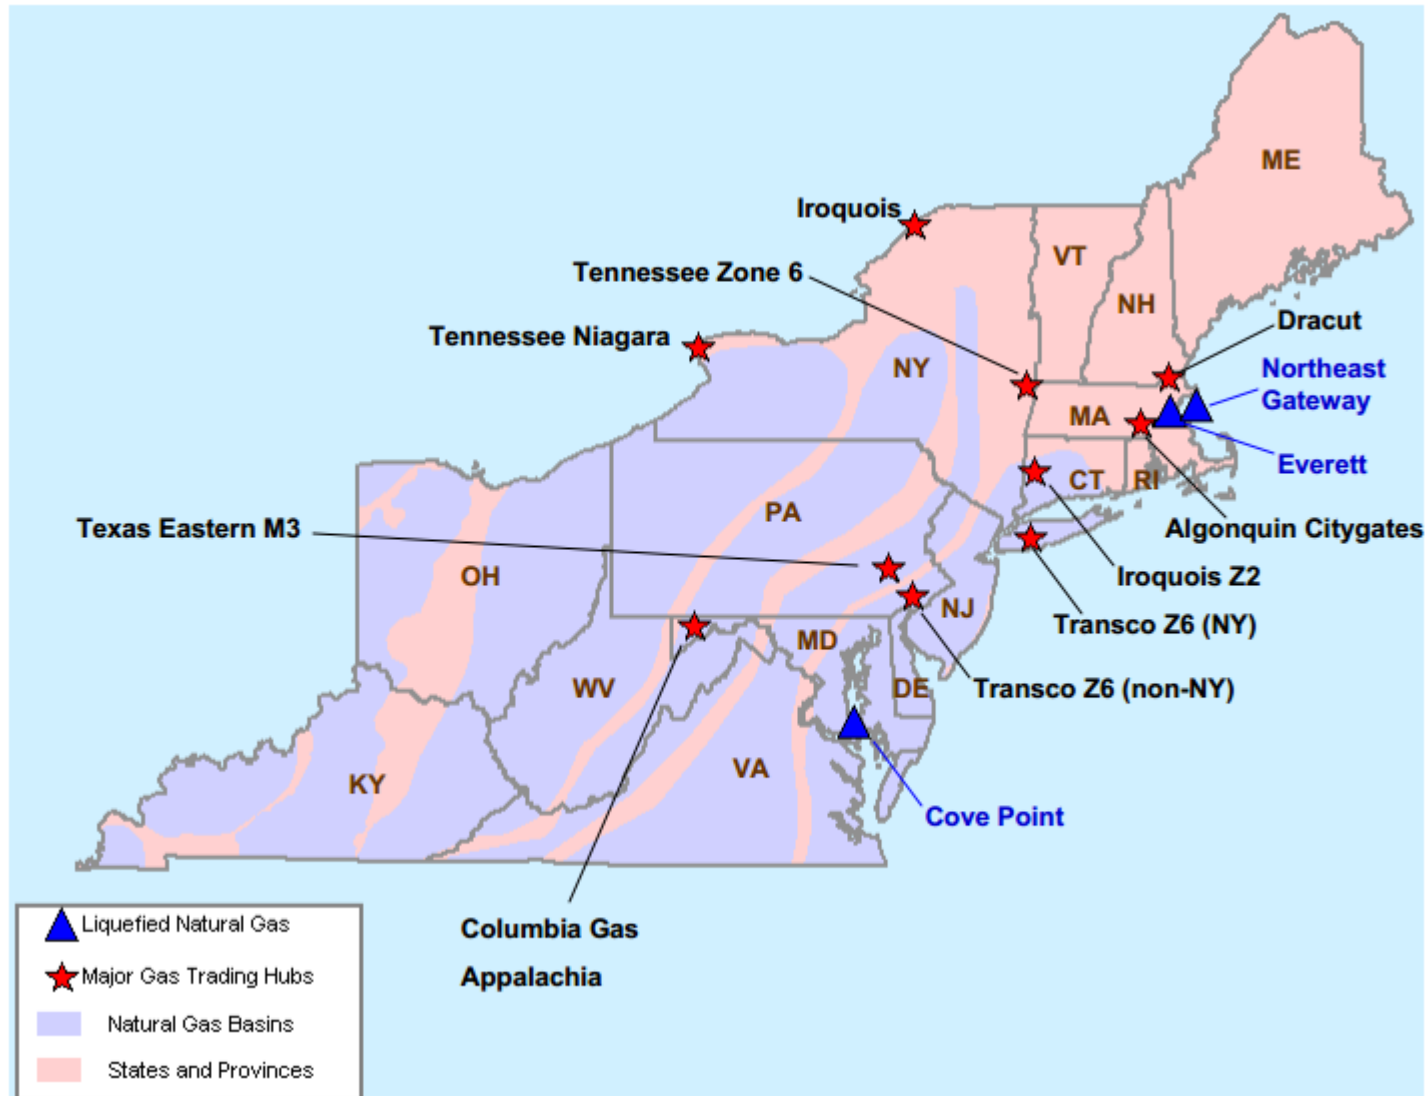 ME
Iroquois
VT
Tennessee Zone 6
NH
Dracut
Tennessee Niagara
NY
Northeast
Gateway
MA
Everett
CT
RI
PA
Texas Eastern M3
Algonquin Citygates
OH
Iroquois Z2
NJ
Transco Z6 (NY)
MD
WV
DE
Transco Z6 (non-NY)
VA
KY
Cove Point
Columbia Gas
Appalachia
Liquefied Natural Gas
Major Gas Trading Hubs
Natural Gas Basins
States and Provinces